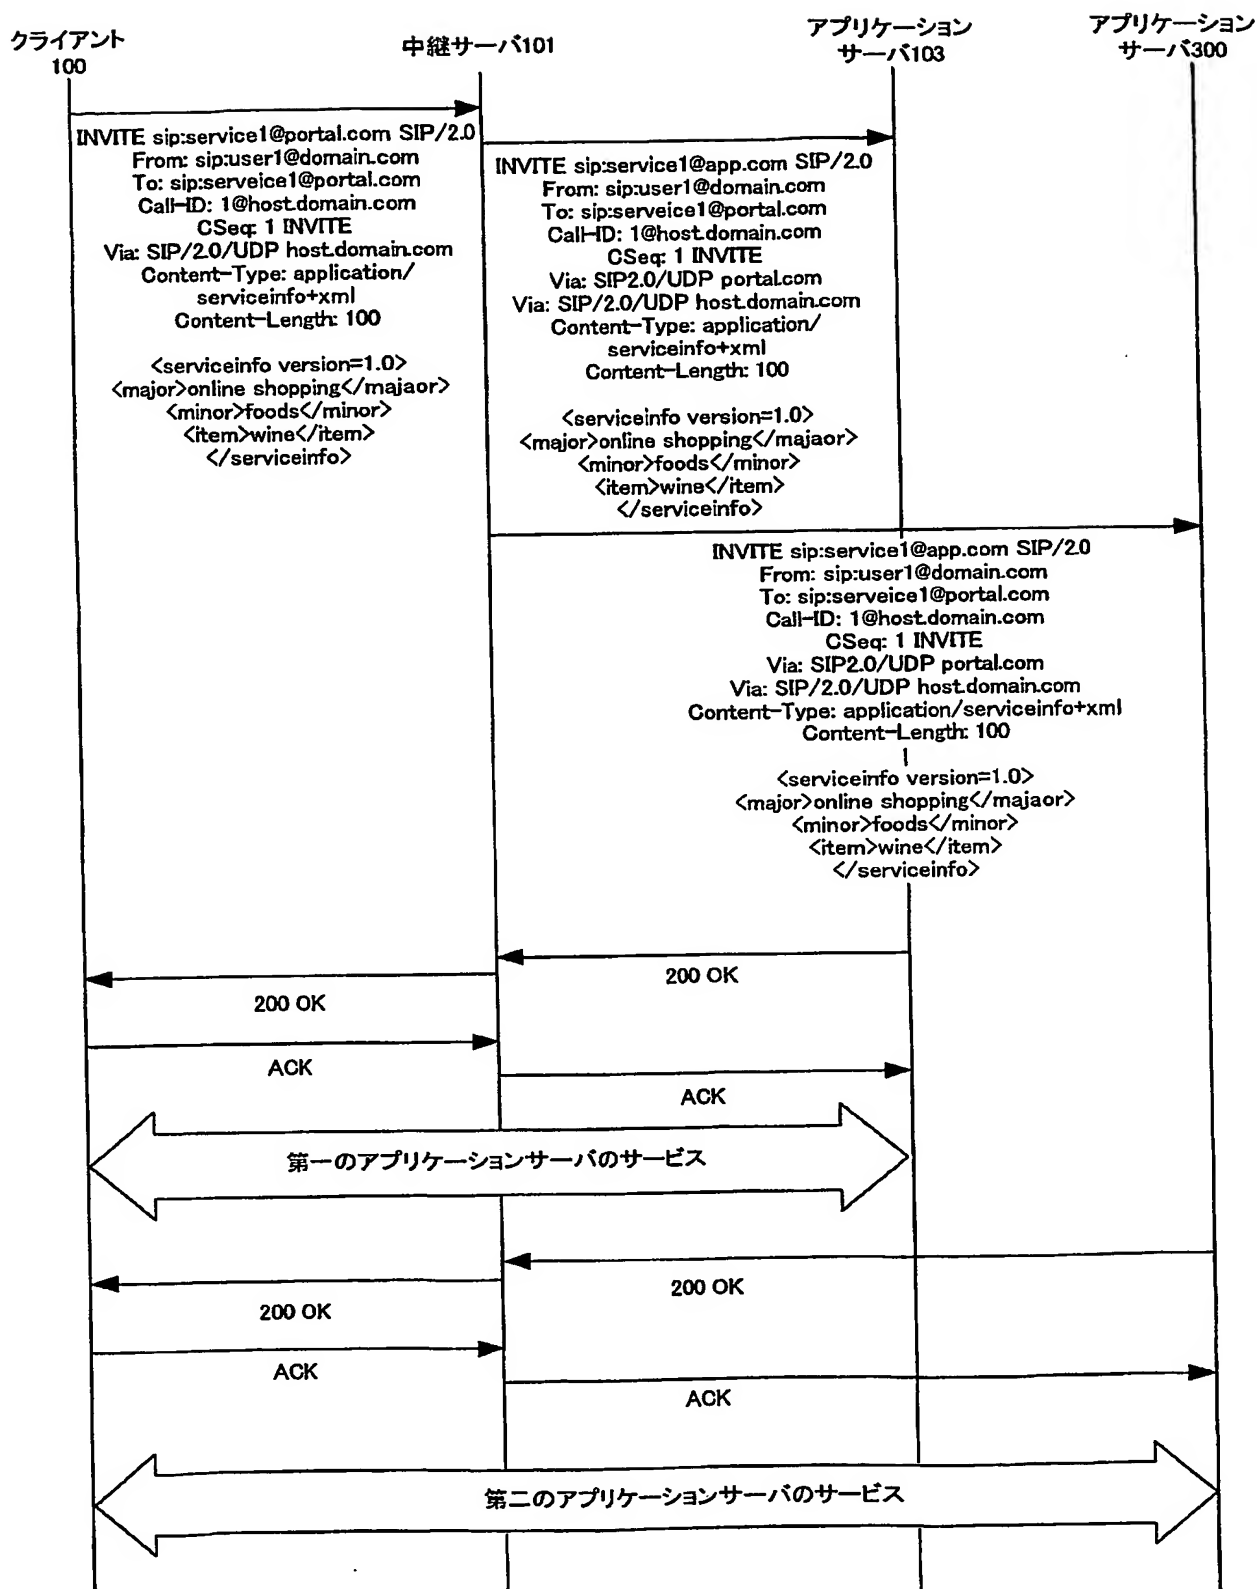 クライアント
100
中継サーバ101
アプリケーション
サーバ103
アプリケーション
サーバ300
INVITE sip:service1@portal.com SIP/2.0
From: sip:user1@domain.com
To: sip:serveice1@portal.com
Call-ID: 1@host.domain.com
CSeq: 1 INVITE
Via: SIP/2.0/UDP host.domain.com
Content-Type: application/
serviceinfo+xml
Content-Length: 100
<serviceinfo version=1.0>
<major>online shopping</majaor>
<minor>foods</minor>
<item>wine</item>
</serviceinfo>
INVITE sip:service1@app.com SIP/2.0
From: sip:user1@domain.com
To: sip:serveice1@portal.com
Call-ID: 1@host.domain.com
CSeq: 1 INVITE
Via: SIP2.0/UDP portal.com
Via: SIP/2.0/UDP host.domain.com
Content-Type: application/
serviceinfo+xml
Content-Length: 100
<serviceinfo version=1.0>
<major>online shopping</majaor>
<minor>foods</minor>
<item>wine</item>
</serviceinfo>
INVITE sip:service1@app.com SIP/2.0
From: sip:user1@domain.com
To: sip:serveice1@portal.com
Call-ID: 1@host.domain.com
CSeq: 1 INVITE
Via: SIP2.0/UDP portal.com
Via: SIP/2.0/UDP host.domain.com
Content-Type: application/serviceinfo+xml
Content-Length: 100
<serviceinfo version=1.0>
<major>online shopping</majaor>
<minor>foods</minor>
<item>wine</item>
</serviceinfo>
200 OK
200 OK
ACK
ACK
第一のアプリケーションサーバのサービス
200 OK
200 OK
ACK
ACK
第二のアプリケーションサーバのサービス